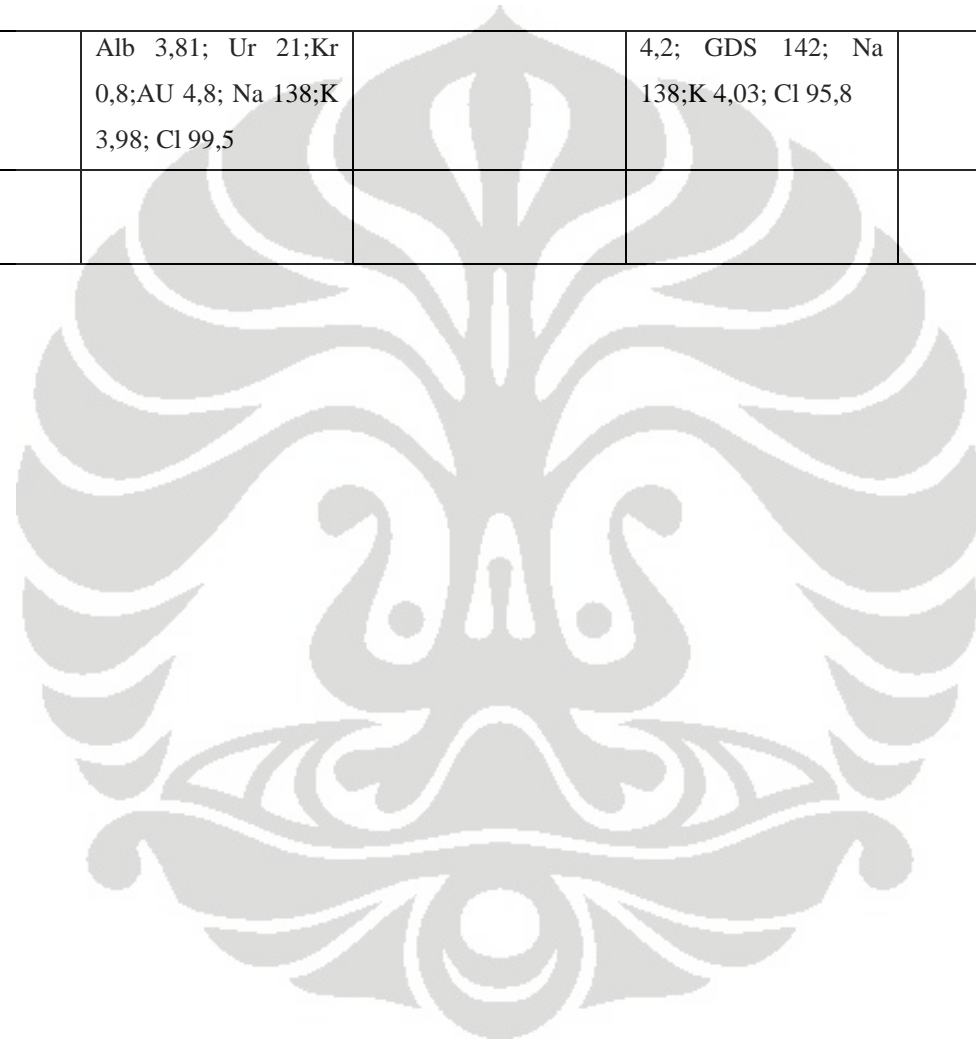 Alb 3,81; Ur 21;Kr
0,8;AU 4,8; Na 138;K
3,98; Cl 99,5
4,2; GDS 142; Na
138;K 4,03; Cl 95,8